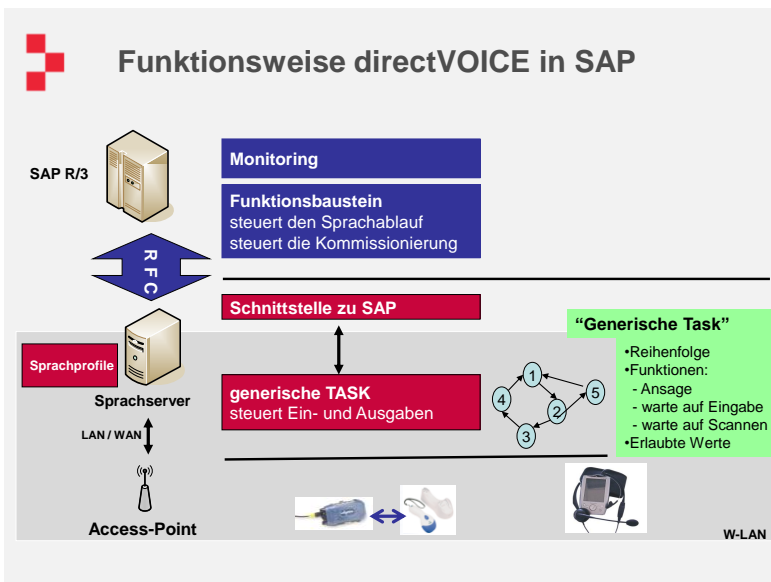 Funktionsweise directVOICE in SAP
SAP R/3
Monitoring
Funktionsbaustein
steuert den Sprachablauf
steuert die Kommissionierung
RFC
Schnittstelle zu SAP
Sprachprofile
Sprachserver
generische TASK
steuert Ein- und Ausgaben
1
2
3
4
5
“Generische Task”
•Reihenfolge
•Funktionen:
- Ansage
- warte auf Eingabe
- warte auf Scannen
•Erlaubte Werte
LAN / WAN
Access-Point
W-LAN